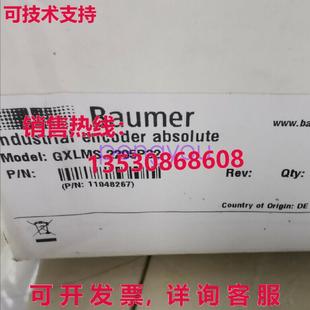 可技术支持:
Baumer
www.ba
industrial encoder absolute
销售热线:
Model: GXLMS
13530868608
P/N:
Rev:
Qty:
(P/N: 11048267)
Country of Origin: DE
可开票,详询客服